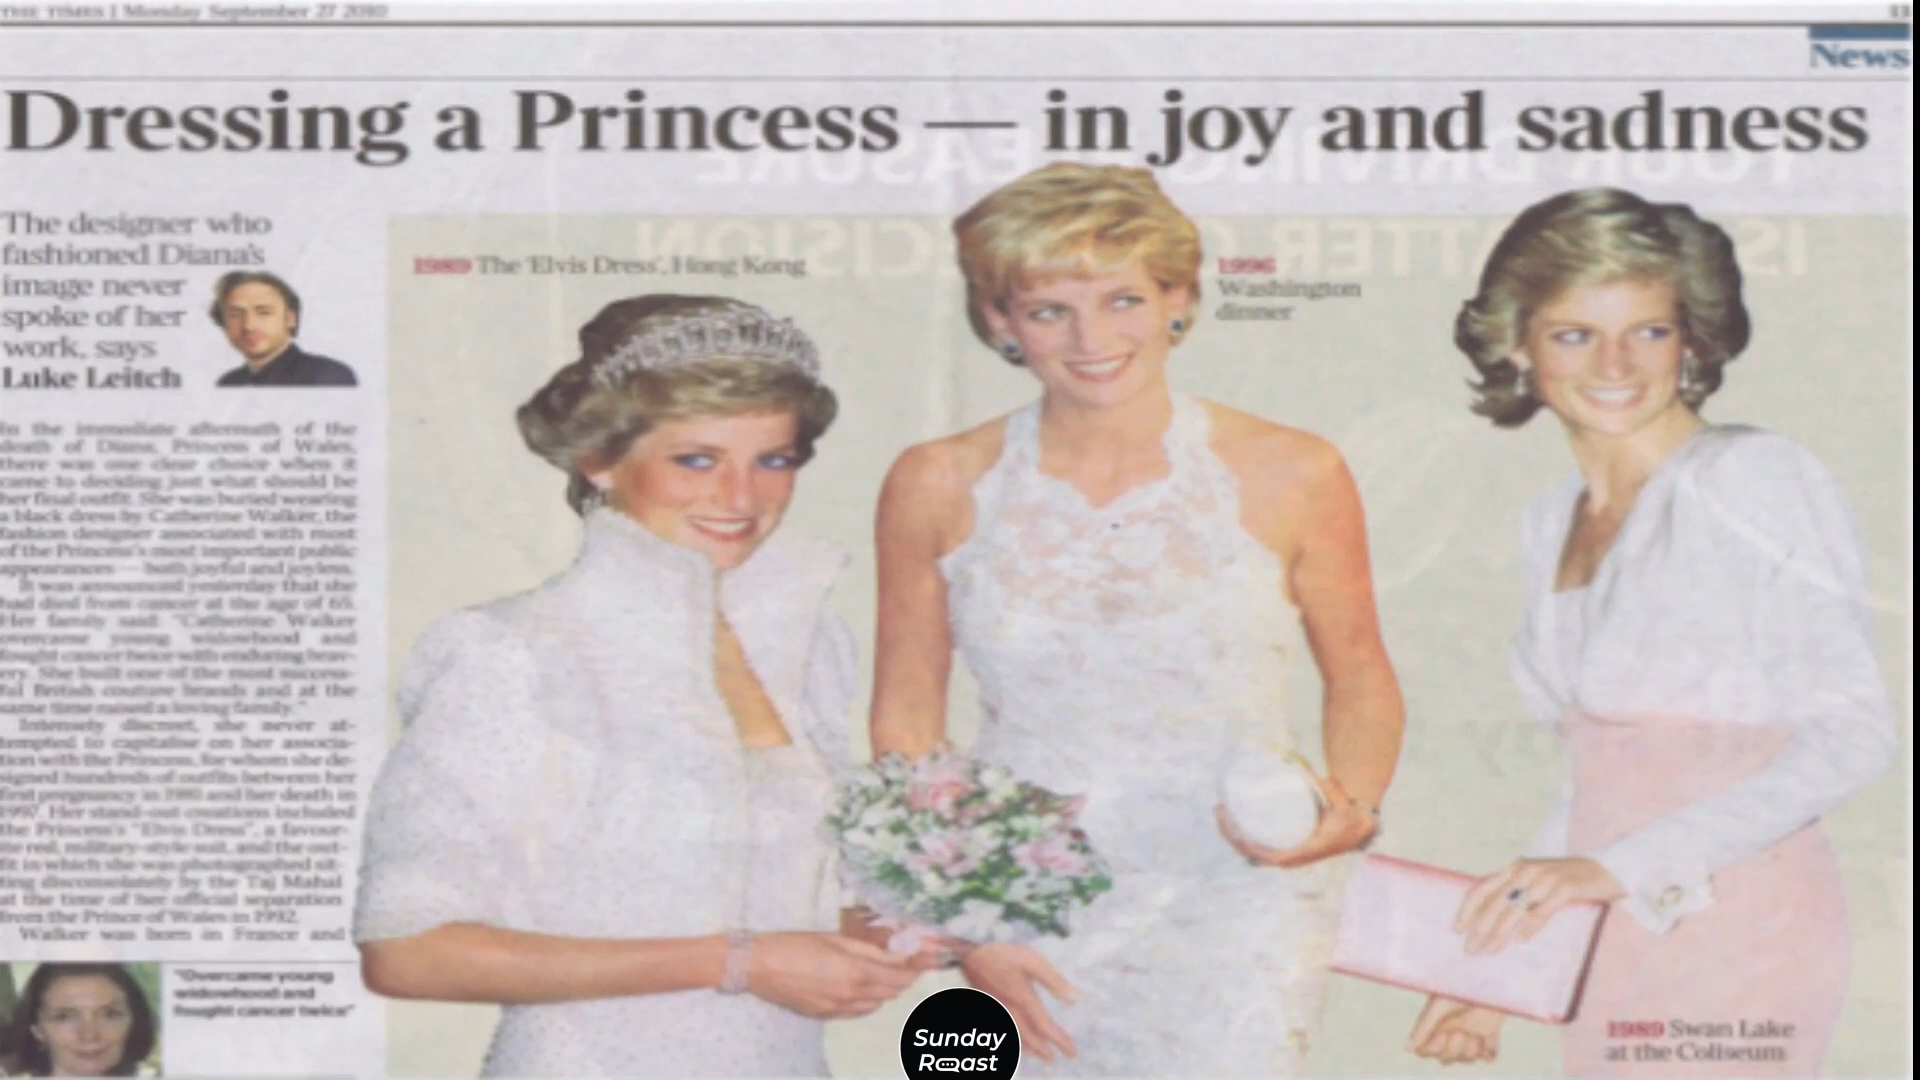 THE TIMES | Monday September 27 2010
13
News
Dressing a Princess — in joy and sadness
The designer who
fashioned Diana's
image never
spoke of her
work, says
Luke Leitch
In the immediate aftermath of the
death of Diana, Princess of Wales,
there was one clear choice when it
came to deciding just what should be
her final outfit. She was buried wearing
a black dress by Catherine Walker, the
fashion designer associated with most
of the Princess's most important public
appearances — both joyful and joyless.
It was announced yesterday that she
had died from cancer at the age of 65.
Her family said: "Catherine Walker
overcame young widowhood and
fought cancer twice with enduring brav-
ery. She built one of the most success-
ful British couture brands and at the
same time raised a loving family."
Intensely discreet, she never at-
tempted to capitalise on her associa-
tion with the Princess, for whom she de-
signed hundreds of outfits between her
first pregnancy in 1981 and her death in
1997. Her stand-out creations included
the Princess's "Elvis Dress", a favour-
ite red, military-style suit, and the out-
fit in which she was photographed sit-
ting disconsolately by the Taj Mahal
at the time of her official separation
from the Prince of Wales in 1992.
Walker was born in France and
"Overcame young
widowhood and
fought cancer twice"
1989 The 'Elvis Dress', Hong Kong
1996
Washington
dinner
1989 Swan Lake
at the Coliseum
Sunday
Roast